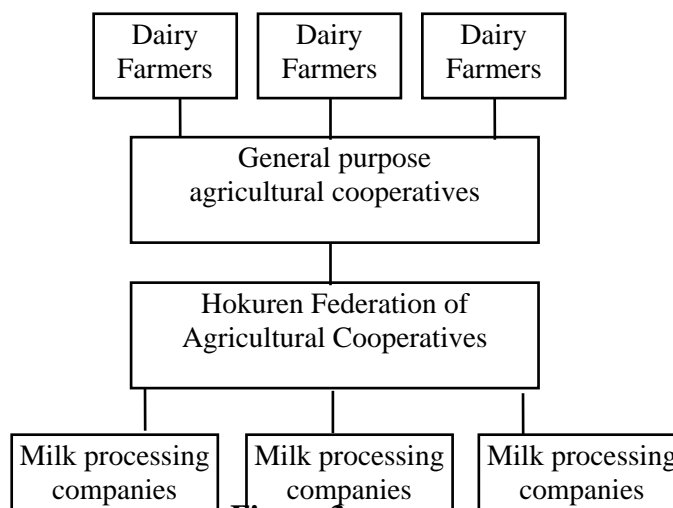 Dairy Dairy Dairy
Farmers Farmers Farmers
General purpose
agricultural cooperatives
Hokuren Federation of
Agricultural Cooperatives
Milk processing Milk processing Milk processing
companies companies companies